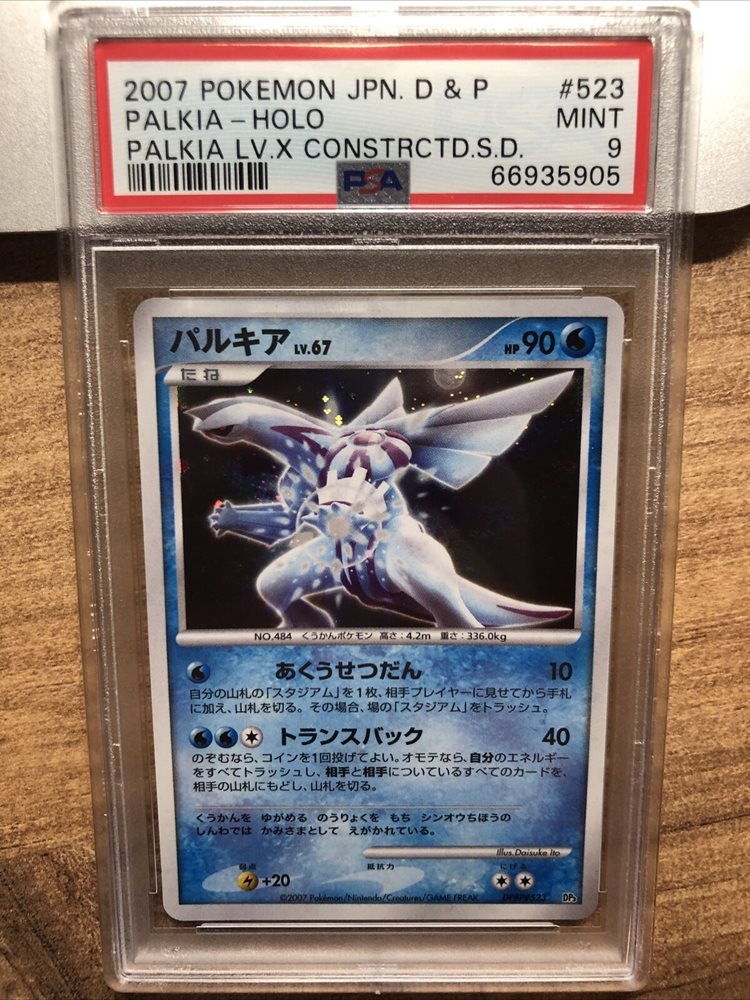 2007 POKEMON JPN. D & P #523
PALKIA - HOLO MINT
PALKIA LV.X CONSTRCTD.S.D. 9
PSA 66935905
パルキア LV.67 HP 90
たね
NO.484 くうかんポケモン 高さ:4.2m 重さ:336.0kg
あくうせつだん 10
自分の山札の「スタジアム」を1枚、相手プレイヤーに見せてから手札
に加え、山札を切る。その場合、場の「スタジアム」をトラッシュ。
トランスバック 40
のぞむなら、コインを1回投げてよい。オモテなら、自分のエネルギー
をすべてトラッシュし、相手と相手についているすべてのカードを、
相手の山札にもどし、山札を切る。
くうかんを ゆがめる のうりょくを もち シンオウちほうの
しんわでは かみさまとして えがかれている。
Illus. Daisuke Ito
弱点 抵抗力 にげる
+20
©2007 Pokémon/Nintendo/Creatures/GAME FREAK DPBP#523 DPs